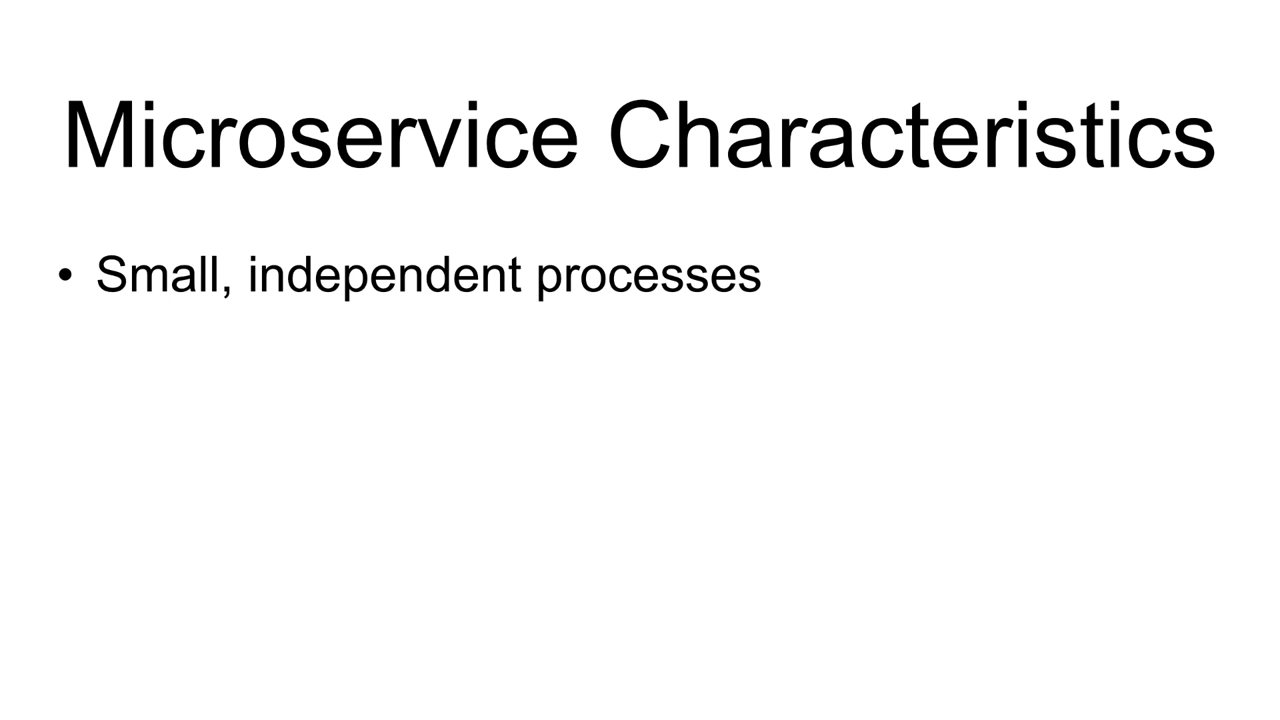 Microservice Characteristics
• Small, independent processes